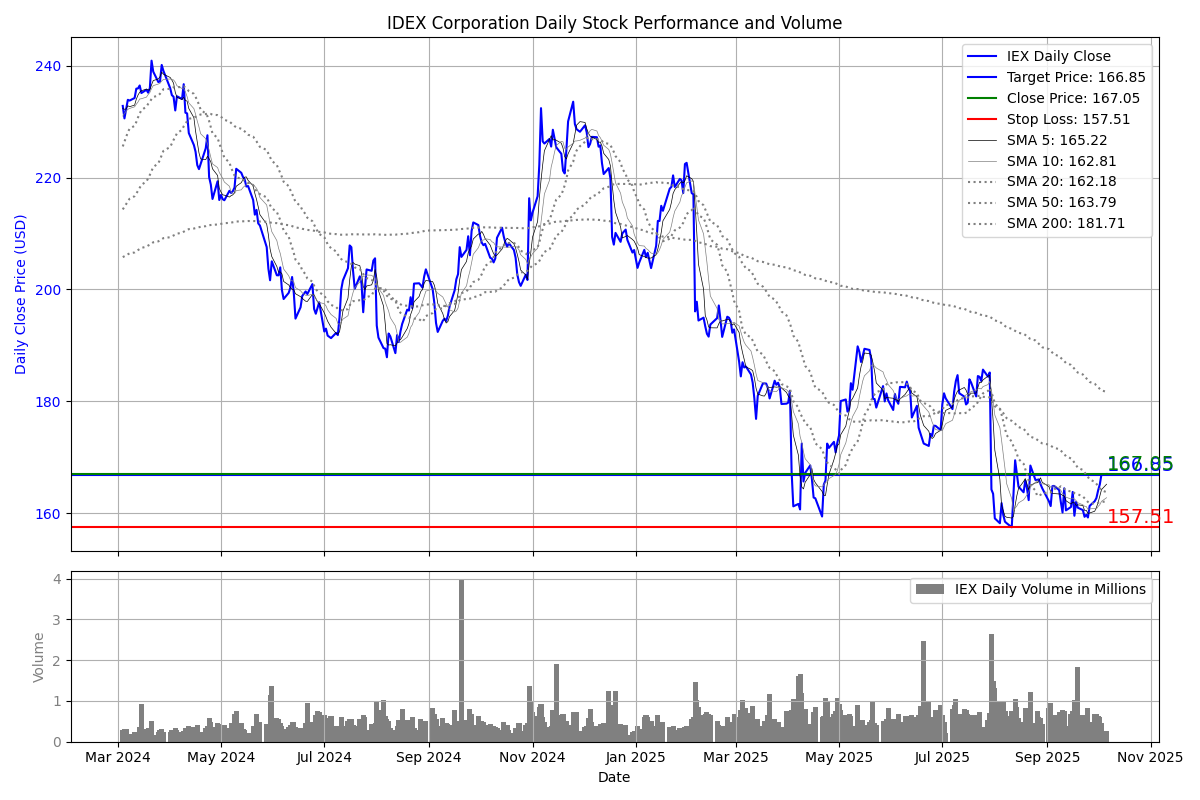 IDEX Corporation Daily Stock Performance and Volume
Daily Close Price (USD)
240
220
200
180
160
IEX Daily Close
Target Price: 166.85
Close Price: 167.05
Stop Loss: 157.51
SMA 5: 165.22
SMA 10: 162.81
SMA 20: 162.18
SMA 50: 163.79
SMA 200: 181.71
166.85
167.05
157.51
Volume
4
3
2
1
0
IEX Daily Volume in Millions
Mar 2024 May 2024 Jul 2024 Sep 2024 Nov 2024 Jan 2025 Mar 2025 May 2025 Jul 2025 Sep 2025 Nov 2025
Date